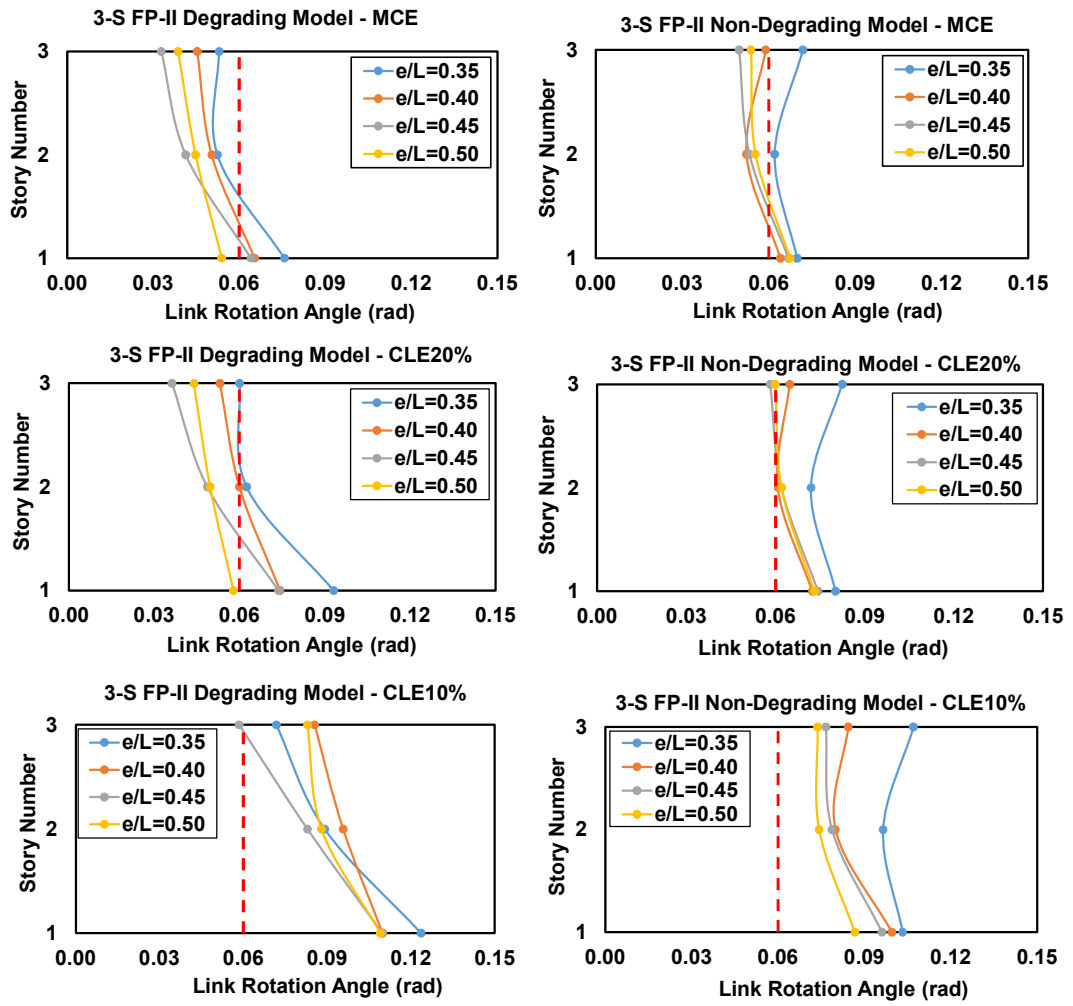 3-S FP-II Degrading Model - MCE
3
2
1
Story Number
e/L=0.35
e/L=0.40
e/L=0.45
e/L=0.50
0.00 0.03 0.06 0.09 0.12 0.15
Link Rotation Angle (rad)
3-S FP-II Non-Degrading Model - MCE
3
2
1
Story Number
e/L=0.35
e/L=0.40
e/L=0.45
e/L=0.50
0.00 0.03 0.06 0.09 0.12 0.15
Link Rotation Angle (rad)
3-S FP-II Degrading Model - CLE20%
3
2
1
Story Number
e/L=0.35
e/L=0.40
e/L=0.45
e/L=0.50
0.00 0.03 0.06 0.09 0.12 0.15
Link Rotation Angle (rad)
3-S FP-II Non-Degrading Model - CLE20%
3
2
1
Story Number
e/L=0.35
e/L=0.40
e/L=0.45
e/L=0.50
0.00 0.03 0.06 0.09 0.12 0.15
Link Rotation Angle (rad)
3-S FP-II Degrading Model - CLE10%
3
2
1
Story Number
e/L=0.35
e/L=0.40
e/L=0.45
e/L=0.50
0.00 0.03 0.06 0.09 0.12 0.15
Link Rotation Angle (rad)
3-S FP-II Non-Degrading Model - CLE10%
3
2
1
Story Number
e/L=0.35
e/L=0.40
e/L=0.45
e/L=0.50
0.00 0.03 0.06 0.09 0.12 0.15
Link Rotation Angle (rad)